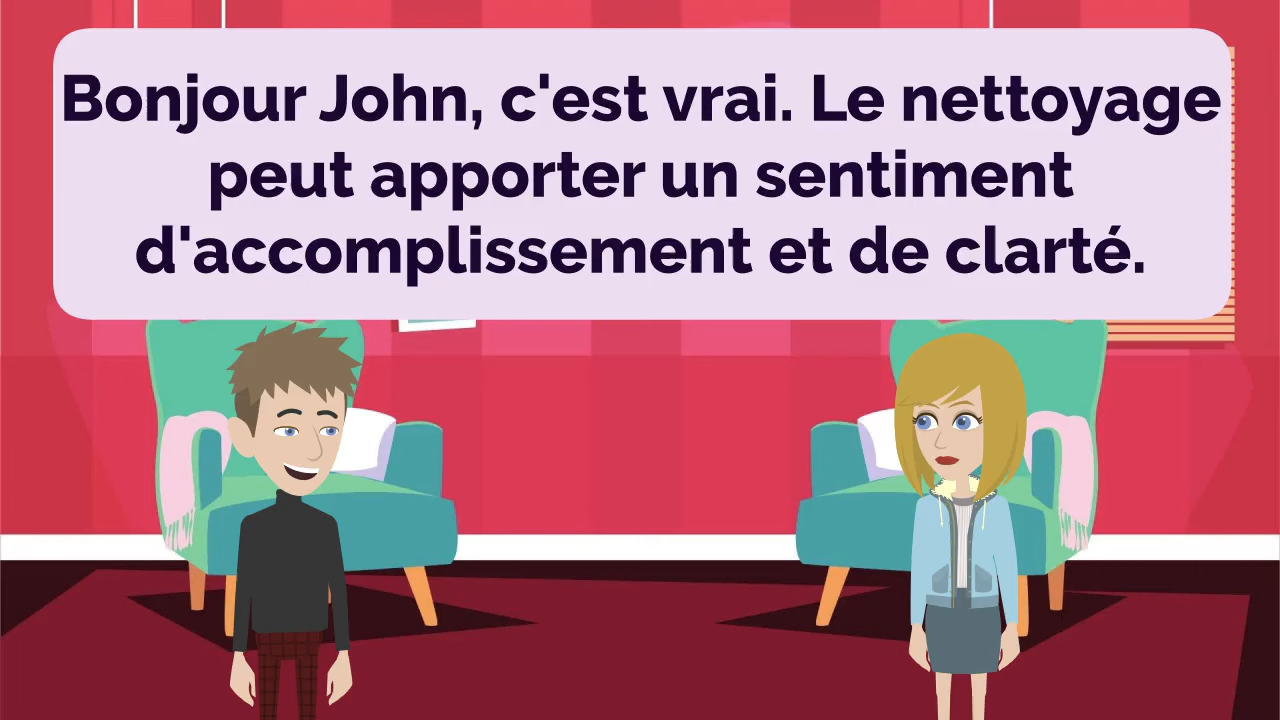 Bonjour John, c'est vrai. Le nettoyage
peut apporter un sentiment
d'accomplissement et de clarté.